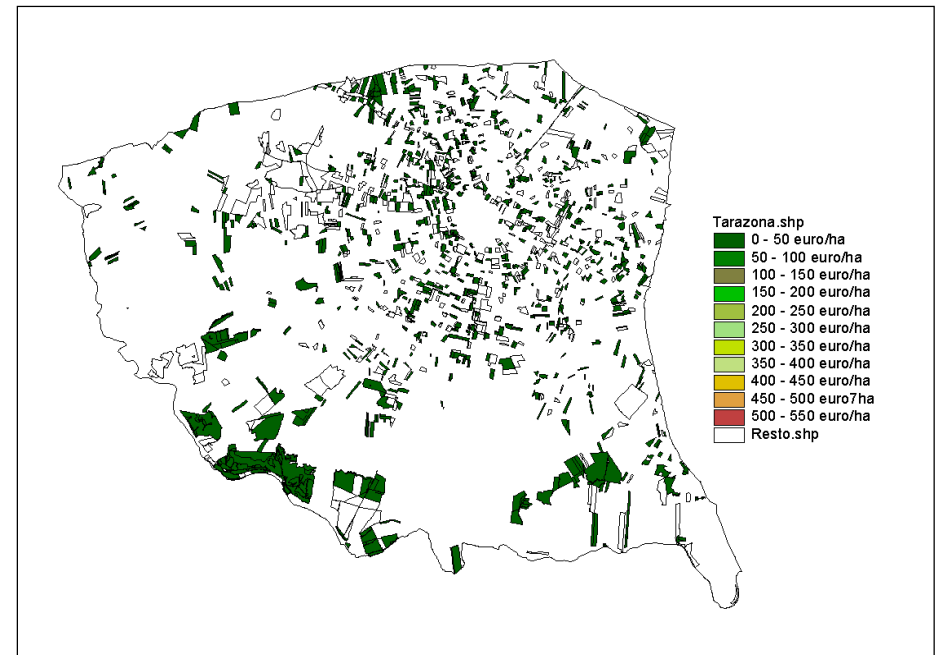 Tarazona.shp
0 - 50 euro/ha
50 - 100 euro/ha
100 - 150 euro/ha
150 - 200 euro/ha
200 - 250 euro/ha
250 - 300 euro/ha
300 - 350 euro/ha
350 - 400 euro/ha
400 - 450 euro/ha
450 - 500 euro7ha
500 - 550 euro/ha
Resto.shp